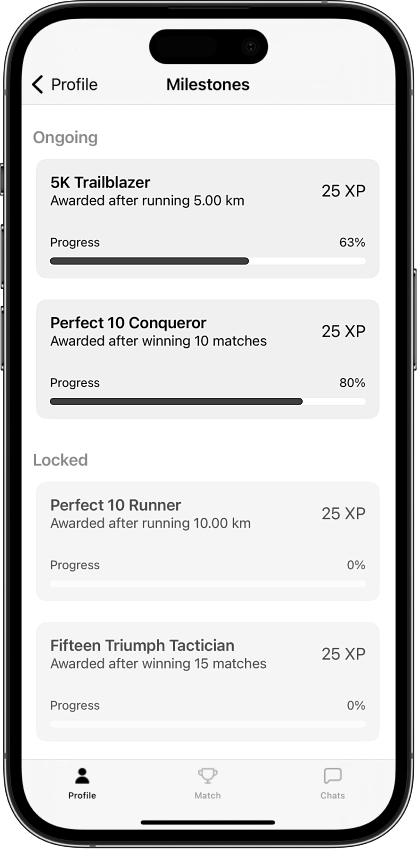 Profile
Milestones
Ongoing
5K Trailblazer
25 XP
Awarded after running 5.00 km
Progress
63%
Perfect 10 Conqueror
25 XP
Awarded after winning 10 matches
Progress
80%
Locked
Perfect 10 Runner
25 XP
Awarded after running 10.00 km
Progress
0%
Fifteen Triumph Tactician
25 XP
Awarded after winning 15 matches
Progress
0%
Profile
Match
Chats